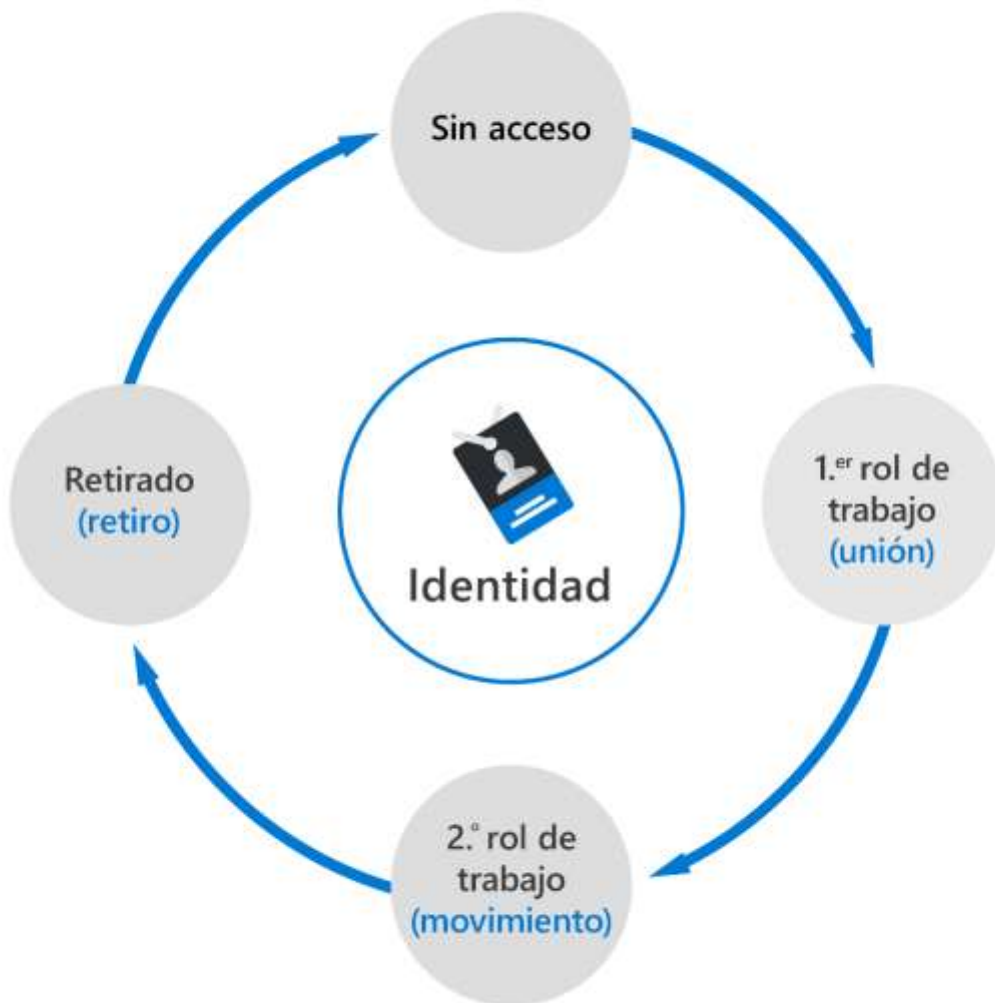 Sin acceso
1.er rol de
trabajo
(unión)
2.° rol de
trabajo
(movimiento)
Retirado
(retiro)
Identidad